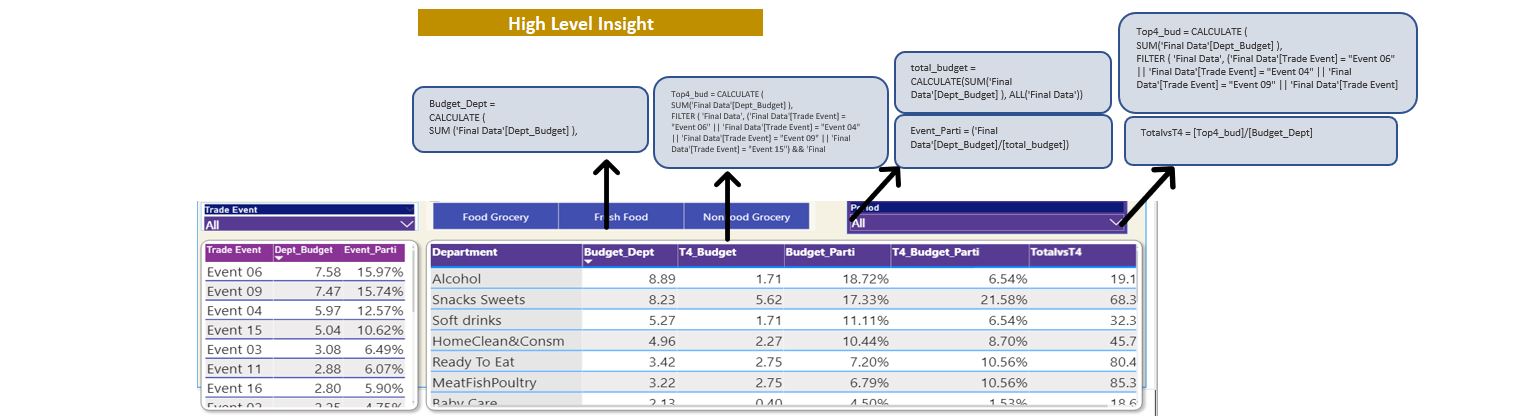 High Level Insight
Budget_Dept =
CALCULATE (
SUM ('Final Data'[Dept_Budget] ),
Top4_bud = CALCULATE (
SUM('Final Data'[Dept_Budget] ),
FILTER ( 'Final Data', ('Final Data'[Trade Event] =
"Event 06" || 'Final Data'[Trade Event] = "Event 04"
|| 'Final Data'[Trade Event] = "Event 09" || 'Final
Data'[Trade Event] = "Event 15") && 'Final
total_budget =
CALCULATE(SUM('Final
Data'[Dept_Budget] ), ALL('Final Data'))
Event_Parti = ('Final
Data'[Dept_Budget]/[total_budget])
Top4_bud = CALCULATE (
SUM('Final Data'[Dept_Budget] ),
FILTER ( 'Final Data', ('Final Data'[Trade Event] = "Event 06"
|| 'Final Data'[Trade Event] = "Event 04" || 'Final
Data'[Trade Event] = "Event 09" || 'Final Data'[Trade Event]
TotalvsT4 = [Top4_bud]/[Budget_Dept]
Trade Event
All
Food Grocery Fresh Food Non Food Grocery
Period
All
Trade Event Dept_Budget Event_Parti
Event 06 7.58 15.97%
Event 09 7.47 15.74%
Event 04 5.97 12.57%
Event 15 5.04 10.62%
Event 03 3.08 6.49%
Event 11 2.88 6.07%
Event 16 2.80 5.90%
Event 02 2.25 4.75%
Department Budget_Dept T4_Budget Budget_Parti T4_Budget_Parti TotalvsT4
Alcohol 8.89 1.71 18.72% 6.54% 19.1
Snacks Sweets 8.23 5.62 17.33% 21.58% 68.3
Soft drinks 5.27 1.71 11.11% 6.54% 32.3
HomeClean&Consm 4.96 2.27 10.44% 8.70% 45.7
Ready To Eat 3.42 2.75 7.20% 10.56% 80.4
MeatFishPoultry 3.22 2.75 6.79% 10.56% 85.3
Baby Care 2.13 0.40 4.50% 1.53% 18.6